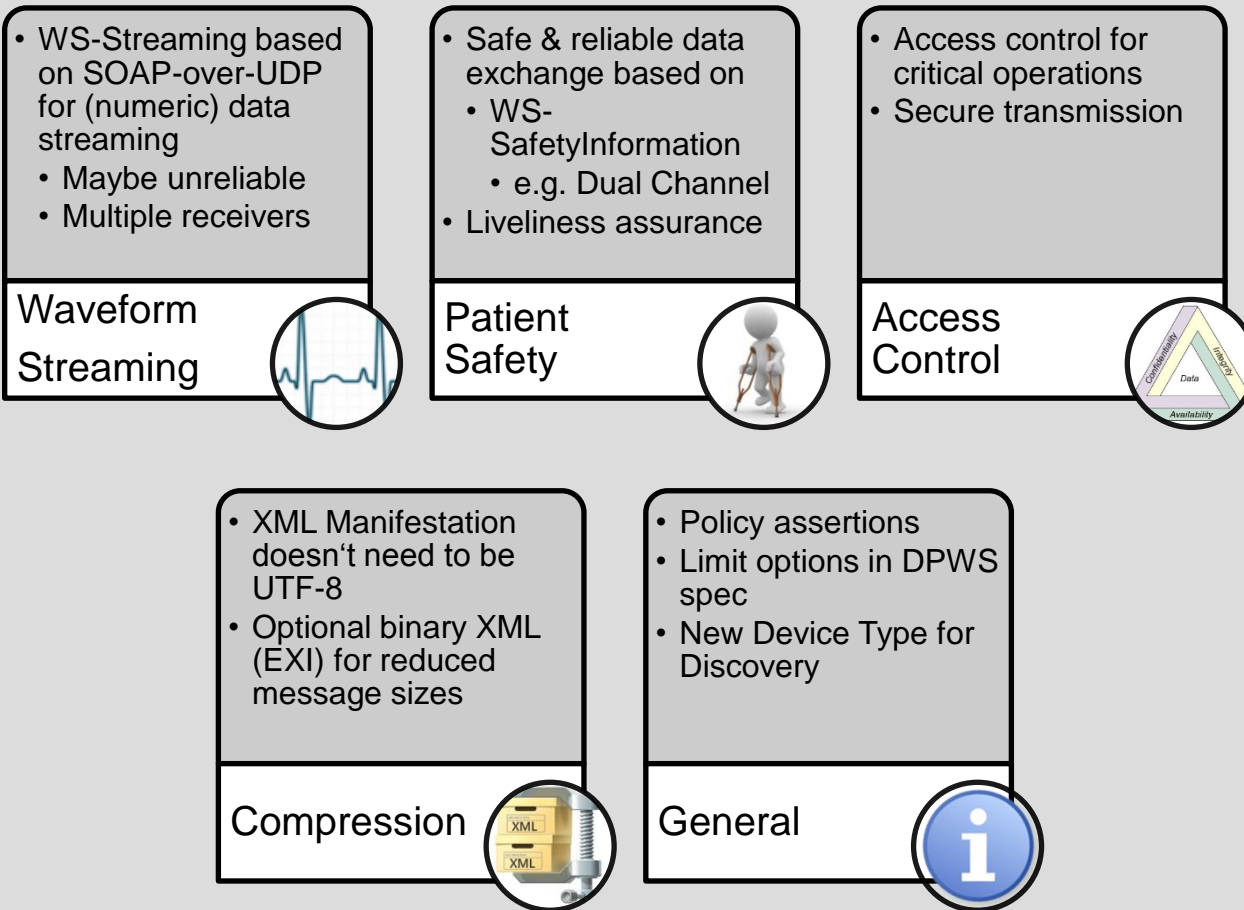 • WS-Streaming based
on SOAP-over-UDP
for (numeric) data
streaming
• Maybe unreliable
• Multiple receivers
Waveform
Streaming
• Safe & reliable data
exchange based on
• WS-
SafetyInformation
• e.g. Dual Channel
• Liveliness assurance
Patient
Safety
• Access control for
critical operations
• Secure transmission
Access
Control
Confidentiality
Integrity
Data
Availability
• XML Manifestation
doesn‘t need to be
UTF-8
• Optional binary XML
(EXI) for reduced
message sizes
Compression
XML
XML
• Policy assertions
• Limit options in DPWS
spec
• New Device Type for
Discovery
General
i